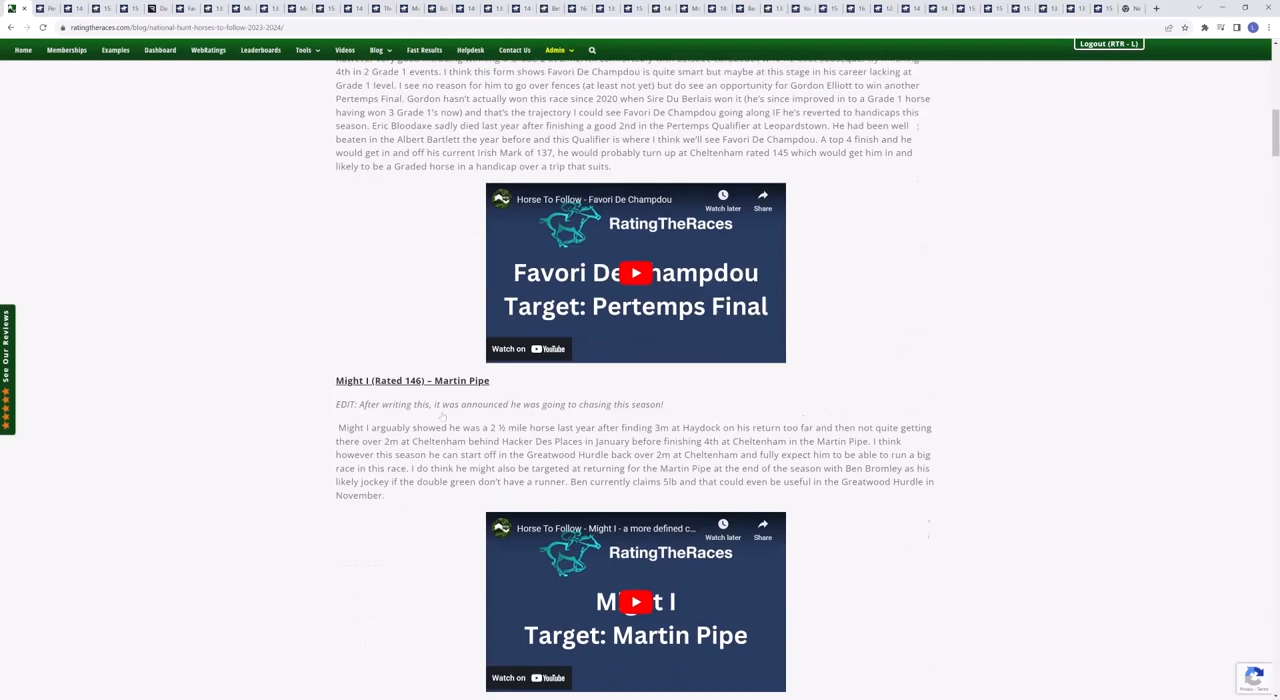 ratingtheraces.com/blog/national-hunt-horses-to-follow-2023-2024/
Home Memberships Examples Dashboard WebRatings Leaderboards Tools Videos Blog Fast Results Helpdesk Contact Us Admin Logout (RTR - L)
4th in 2 Grade 1 events. I think this form shows Favori De Champdou is quite smart but maybe at this stage in his career lacking at
Grade 1 level. I see no reason for him to go over fences (at least not yet) but do see an opportunity for Gordon Elliott to win another
Pertemps Final. Gordon hasn't actually won this race since 2020 when Sire Du Berlais won it (he's since improved in to a Grade 1 horse
having won 3 Grade 1's now) and that's the trajectory I could see Favori De Champdou going along IF he's reverted to handicaps this
season. Eric Bloodaxe sadly died last year after finishing a good 2nd in the Pertemps Qualifier at Leopardstown. He had been well
beaten in the Albert Bartlett the year before and this Qualifier is where I think we'll see Favori De Champdou. A top 4 finish and he
would get in and off his current Irish Mark of 137, he would probably turn up at Cheltenham rated 145 which would get him in and
likely to be a Graded horse in a handicap over a trip that suits.
Horse To Follow - Favori De Champdou
Watch later Share
RatingTheRaces
Favori De Champdou
Target: Pertemps Final
Watch on YouTube
See Our Reviews
Might I (Rated 146) – Martin Pipe
EDIT: After writing this, it was announced he was going to chasing this season!
Might I arguably showed he was a 2 ½ mile horse last year after finding 3m at Haydock on his return too far and then not quite getting
there over 2m at Cheltenham behind Hacker Des Places in January before finishing 4th at Cheltenham in the Martin Pipe. I think
however this season he can start off in the Greatwood Hurdle back over 2m at Cheltenham and fully expect him to be able to run a big
race in this race. I do think he might also be targeted at returning for the Martin Pipe at the end of the season with Ben Bromley as his
likely jockey if the double green don't have a runner. Ben currently claims 5lb and that could even be useful in the Greatwood Hurdle in
November.
Horse To Follow - Might I - a more defined c...
Watch later Share
RatingTheRaces
Might I
Target: Martin Pipe
Watch on YouTube
Privacy - Terms